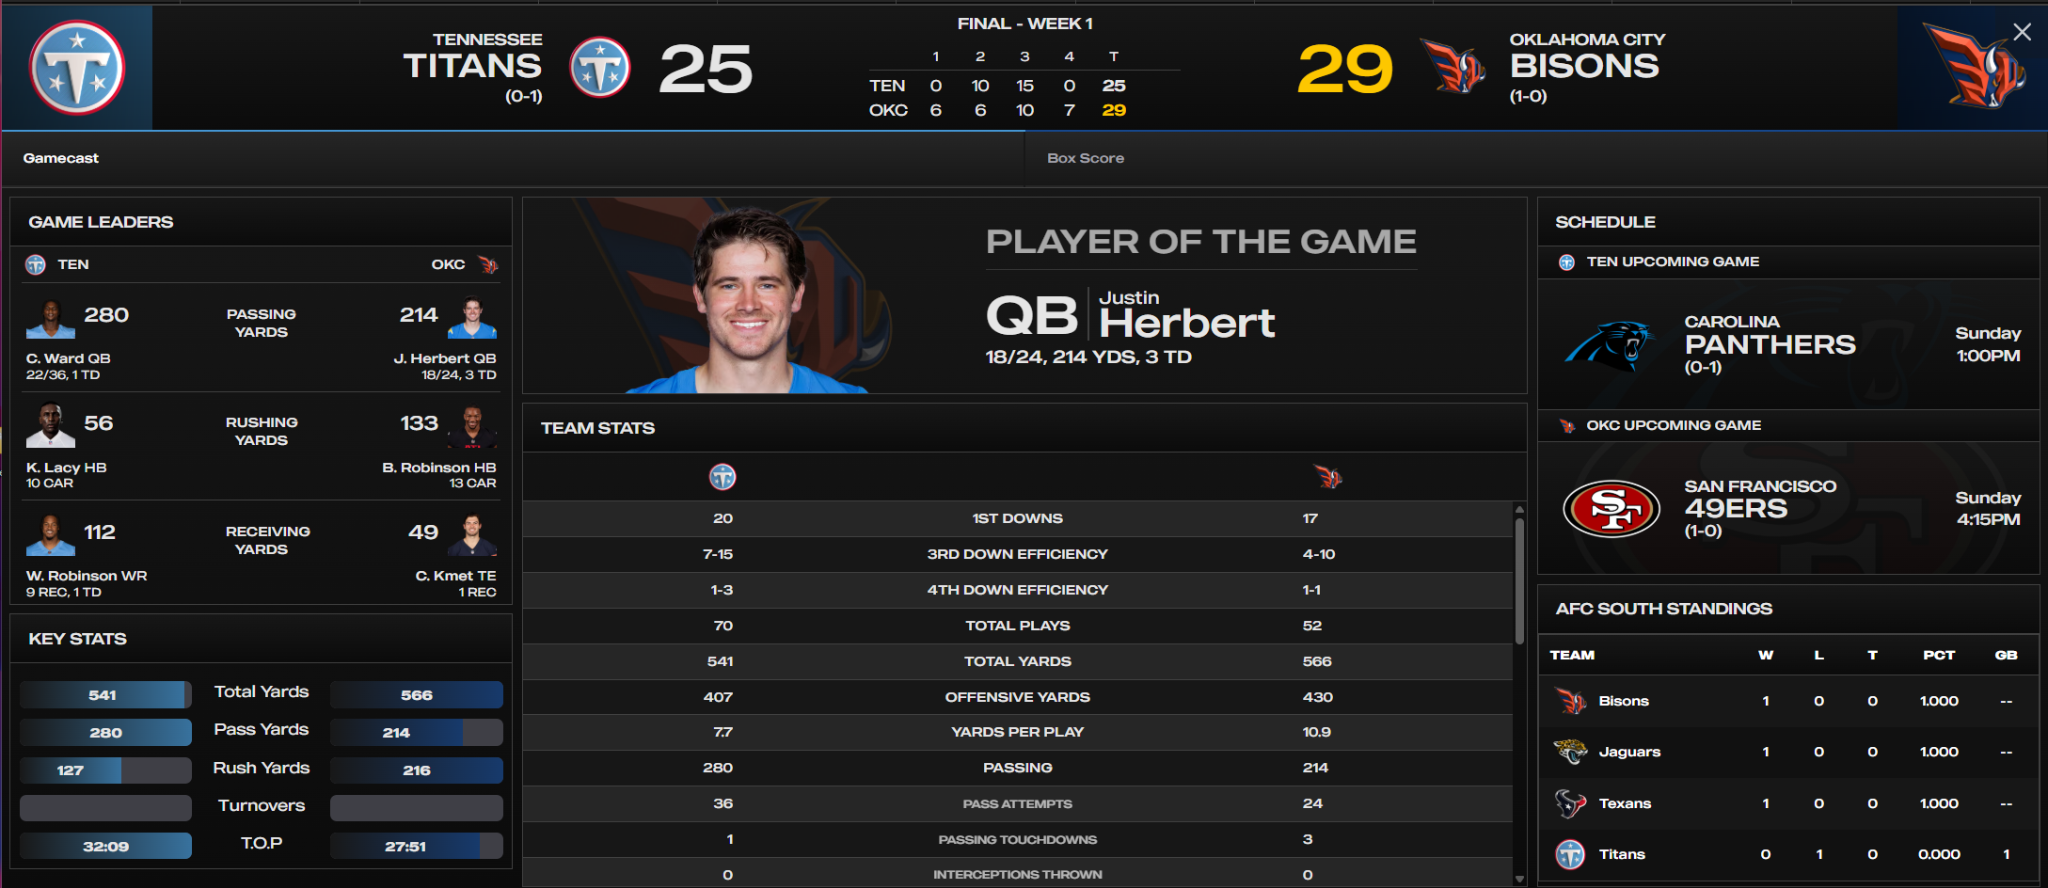 TENNESSEE
TITANS
(0-1)
25
FINAL - WEEK 1
1 2 3 4 T
TEN 0 10 15 0 25
OKC 6 6 10 7 29
29
OKLAHOMA CITY
BISONS
(1-0)
Gamecast
Box Score
GAME LEADERS
TEN
OKC
280
PASSING
YARDS
214
C. Ward QB
22/36, 1 TD
J. Herbert QB
18/24, 3 TD
56
RUSHING
YARDS
133
K. Lacy HB
10 CAR
B. Robinson HB
13 CAR
112
RECEIVING
YARDS
49
W. Robinson WR
9 REC, 1 TD
C. Kmet TE
1 REC
KEY STATS
541 Total Yards 566
280 Pass Yards 214
127 Rush Yards 216
Turnovers
32:09 T.O.P 27:51
PLAYER OF THE GAME
QB
Justin
Herbert
18/24, 214 YDS, 3 TD
TEAM STATS
20 1ST DOWNS 17
7-15 3RD DOWN EFFICIENCY 4-10
1-3 4TH DOWN EFFICIENCY 1-1
70 TOTAL PLAYS 52
541 TOTAL YARDS 566
407 OFFENSIVE YARDS 430
7.7 YARDS PER PLAY 10.9
280 PASSING 214
36 PASS ATTEMPTS 24
1 PASSING TOUCHDOWNS 3
0 INTERCEPTIONS THROWN 0
SCHEDULE
TEN UPCOMING GAME
CAROLINA
PANTHERS
(0-1)
Sunday
1:00PM
OKC UPCOMING GAME
SF
SAN FRANCISCO
49ERS
(1-0)
Sunday
4:15PM
AFC SOUTH STANDINGS
TEAM W L T PCT GB
Bisons 1 0 0 1.000 --
Jaguars 1 0 0 1.000 --
Texans 1 0 0 1.000 --
Titans 0 1 0 0.000 1